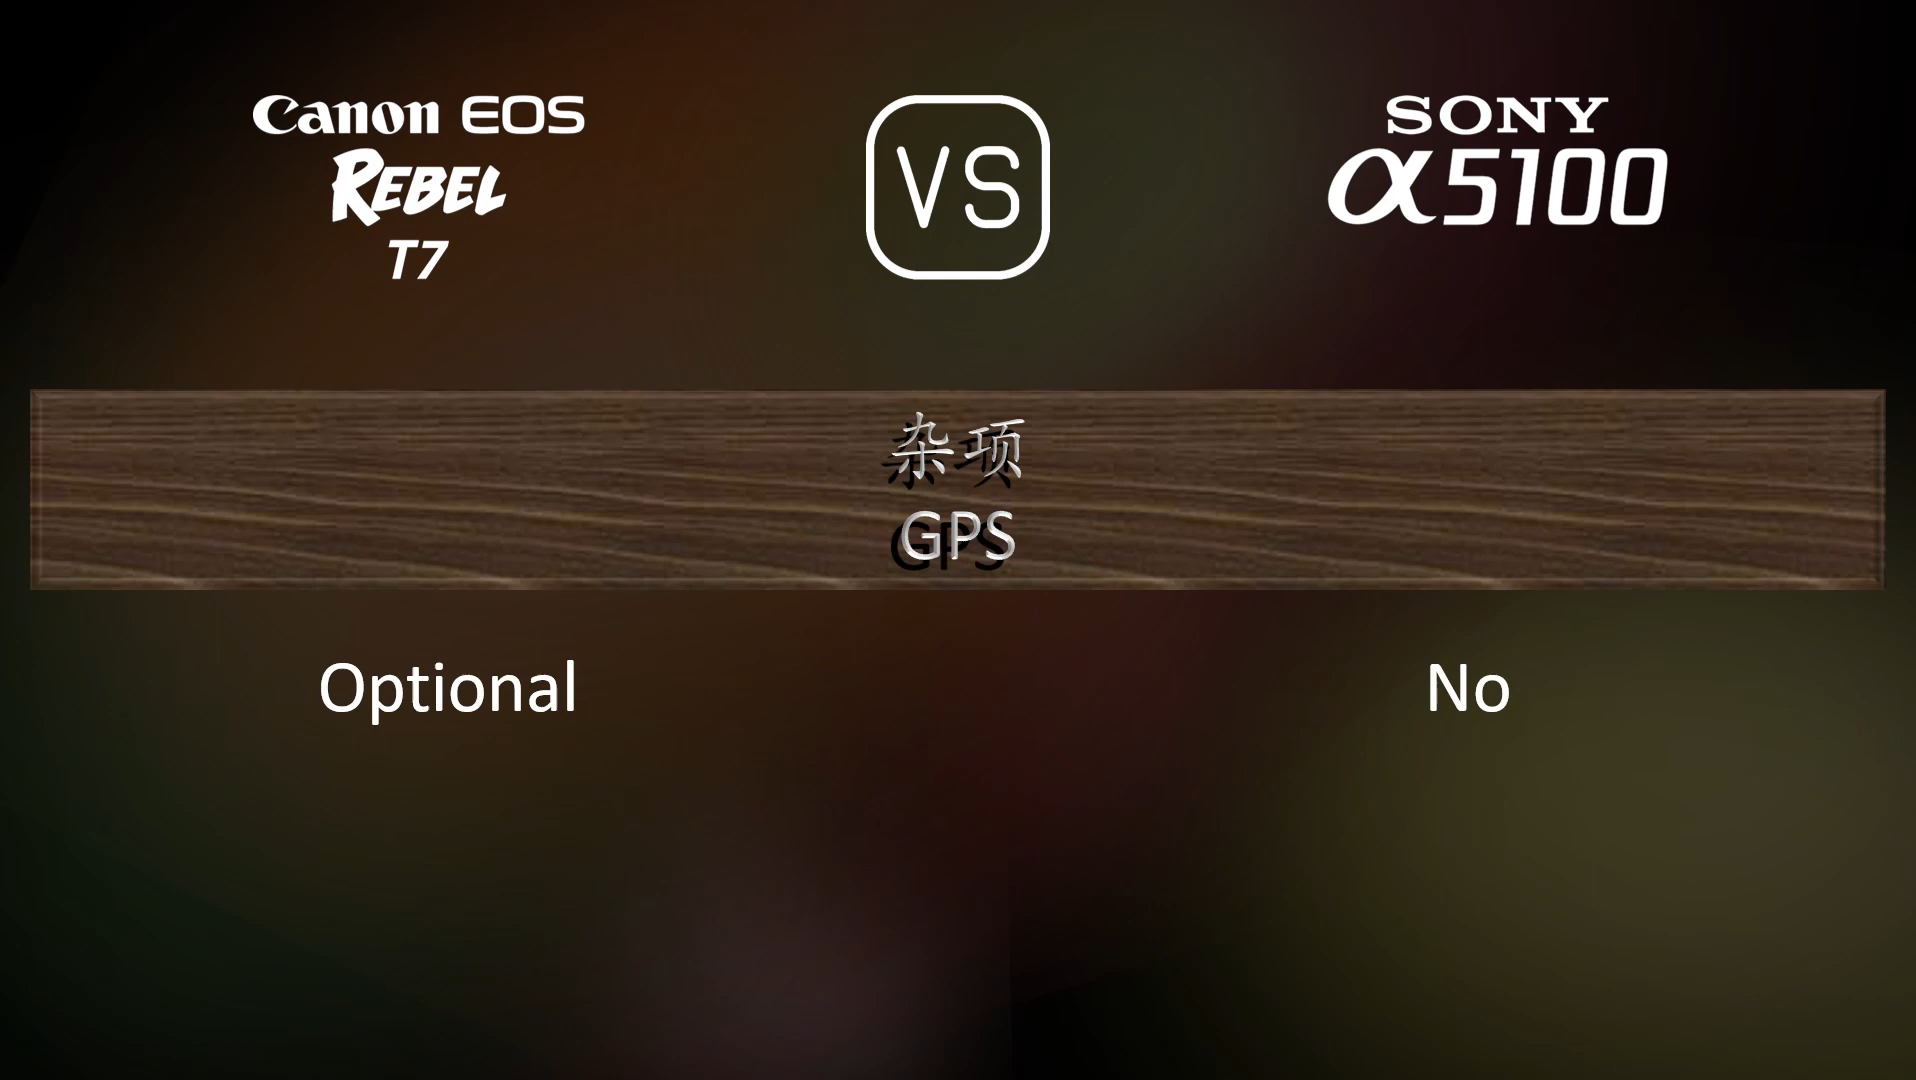 Canon EOS
REBEL
T7
VS
SONY
α5100
杂项
GPS
Optional
No